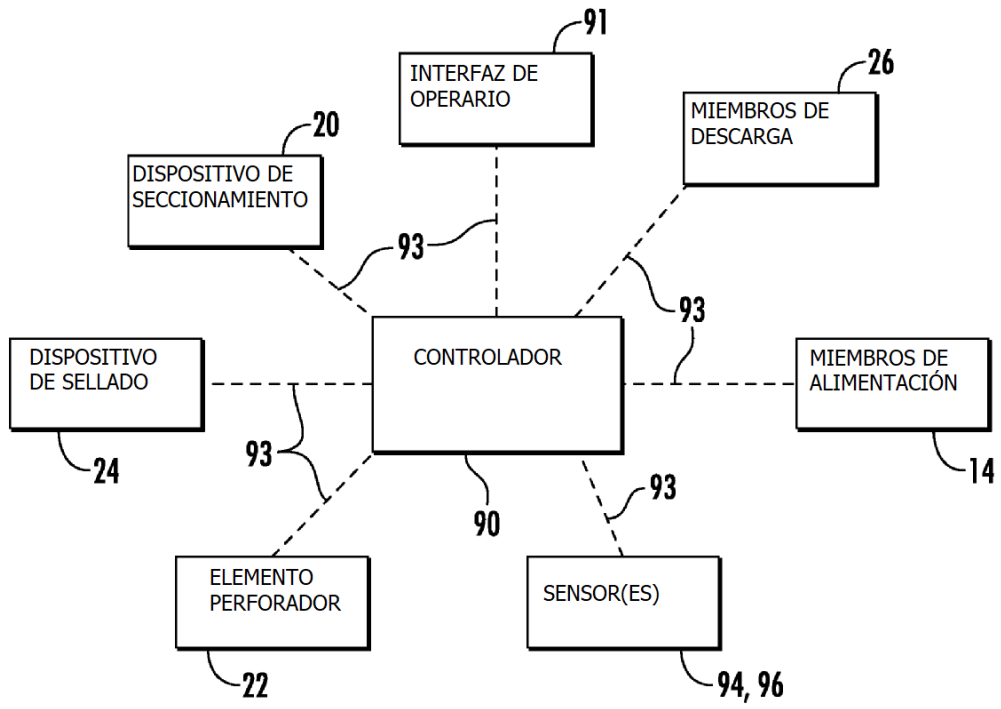 91
INTERFAZ DE
OPERARIO
26
MIEMBROS DE
DESCARGA
20
DISPOSITIVO DE
SECCIONAMIENTO
93
93
DISPOSITIVO
DE SELLADO
CONTROLADOR
MIEMBROS DE
ALIMENTACIÓN
93
24
93
90
14
ELEMENTO
PERFORADOR
SENSOR(ES)
22
94, 96